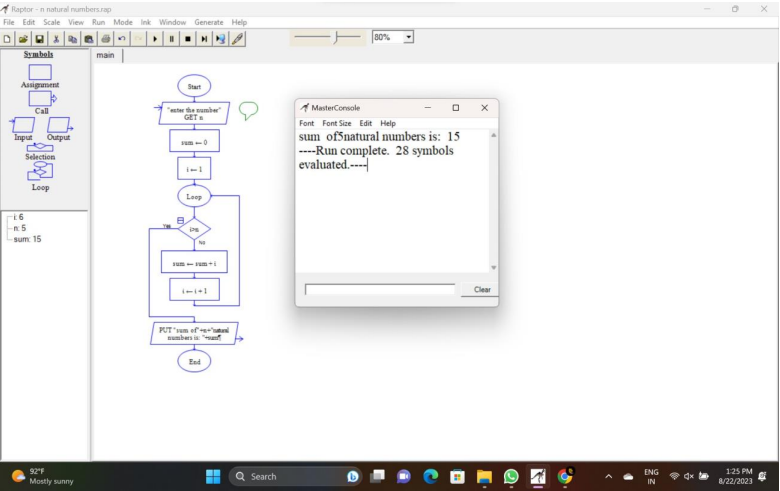 Raptor - n natural numbers.rap
File Edit Scale View Run Mode Ink Window Generate Help
80%
Symbols
Assignment
Call
Input Output
Selection
Loop
i: 6
n: 5
sum: 15
main
Start
"enter the number"
GET n
sum ← 0
i ← 1
Loop
i>n
Yes
No
sum ← sum + i
i ← i + 1
PUT "sum of"+n+"natural
numbers is: "+sum¶
End
MasterConsole
Font Font Size Edit Help
sum of5natural numbers is: 15
----Run complete. 28 symbols
evaluated.----
Clear
92°F
Mostly sunny
Search
ENG
IN
1:25 PM
8/22/2023